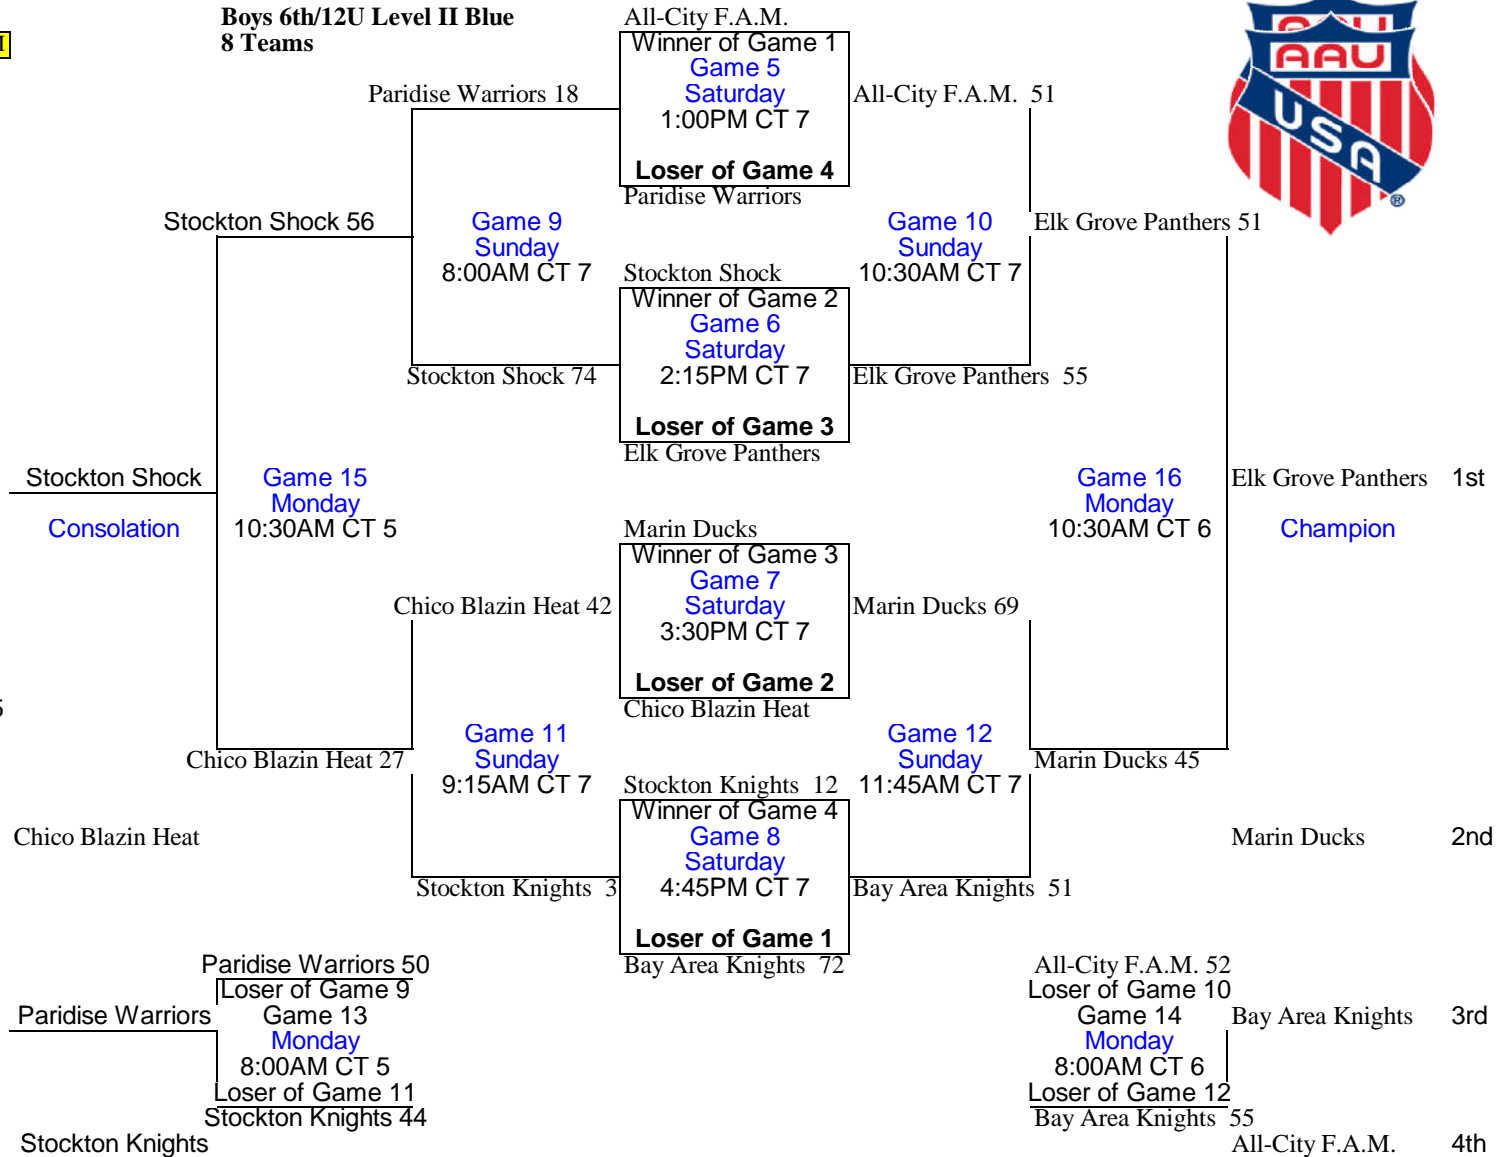 Boys 6th/12U Level II Blue
8 Teams
All-City F.A.M.
Winner of Game 1
Game 5
Saturday
1:00PM CT 7
Loser of Game 4
Paridise Warriors
AAU
AAU
USA
®
Paridise Warriors 18
All-City F.A.M. 51
Stockton Shock 56
Game 9
Sunday
8:00AM CT 7
Game 10
Sunday
10:30AM CT 7
Elk Grove Panthers 51
Stockton Shock
Winner of Game 2
Game 6
Saturday
2:15PM CT 7
Loser of Game 3
Elk Grove Panthers
Stockton Shock 74
Elk Grove Panthers 55
Stockton Shock
Consolation
Game 15
Monday
10:30AM CT 5
Game 16
Monday
10:30AM CT 6
Elk Grove Panthers 1st
Champion
Marin Ducks
Winner of Game 3
Game 7
Saturday
3:30PM CT 7
Loser of Game 2
Chico Blazin Heat
Chico Blazin Heat 42
Marin Ducks 69
Chico Blazin Heat 27
Game 11
Sunday
9:15AM CT 7
Game 12
Sunday
11:45AM CT 7
Marin Ducks 45
Stockton Knights 12
Winner of Game 4
Game 8
Saturday
4:45PM CT 7
Loser of Game 1
Bay Area Knights 72
Chico Blazin Heat
Marin Ducks 2nd
Stockton Knights 3
Bay Area Knights 51
Paridise Warriors 50
Loser of Game 9
Paridise Warriors
Game 13
Monday
8:00AM CT 5
Loser of Game 11
Stockton Knights 44
Stockton Knights
All-City F.A.M. 52
Loser of Game 10
Game 14
Monday
8:00AM CT 6
Loser of Game 12
Bay Area Knights 55
Bay Area Knights 3rd
All-City F.A.M. 4th